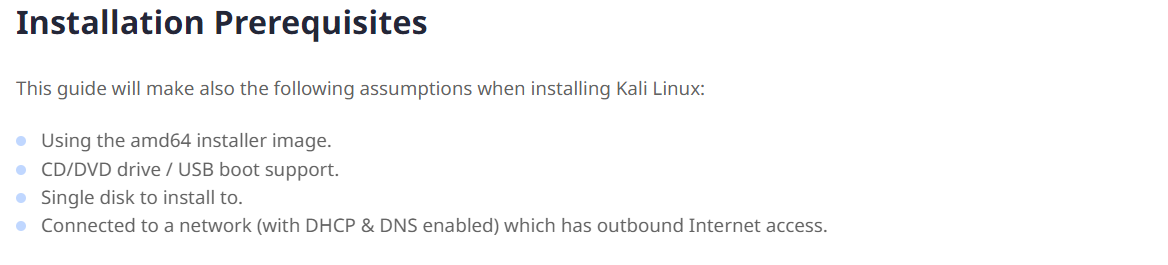 Installation Prerequisites
This guide will make also the following assumptions when installing Kali Linux:
Using the amd64 installer image.
CD/DVD drive / USB boot support.
Single disk to install to.
Connected to a network (with DHCP & DNS enabled) which has outbound Internet access.